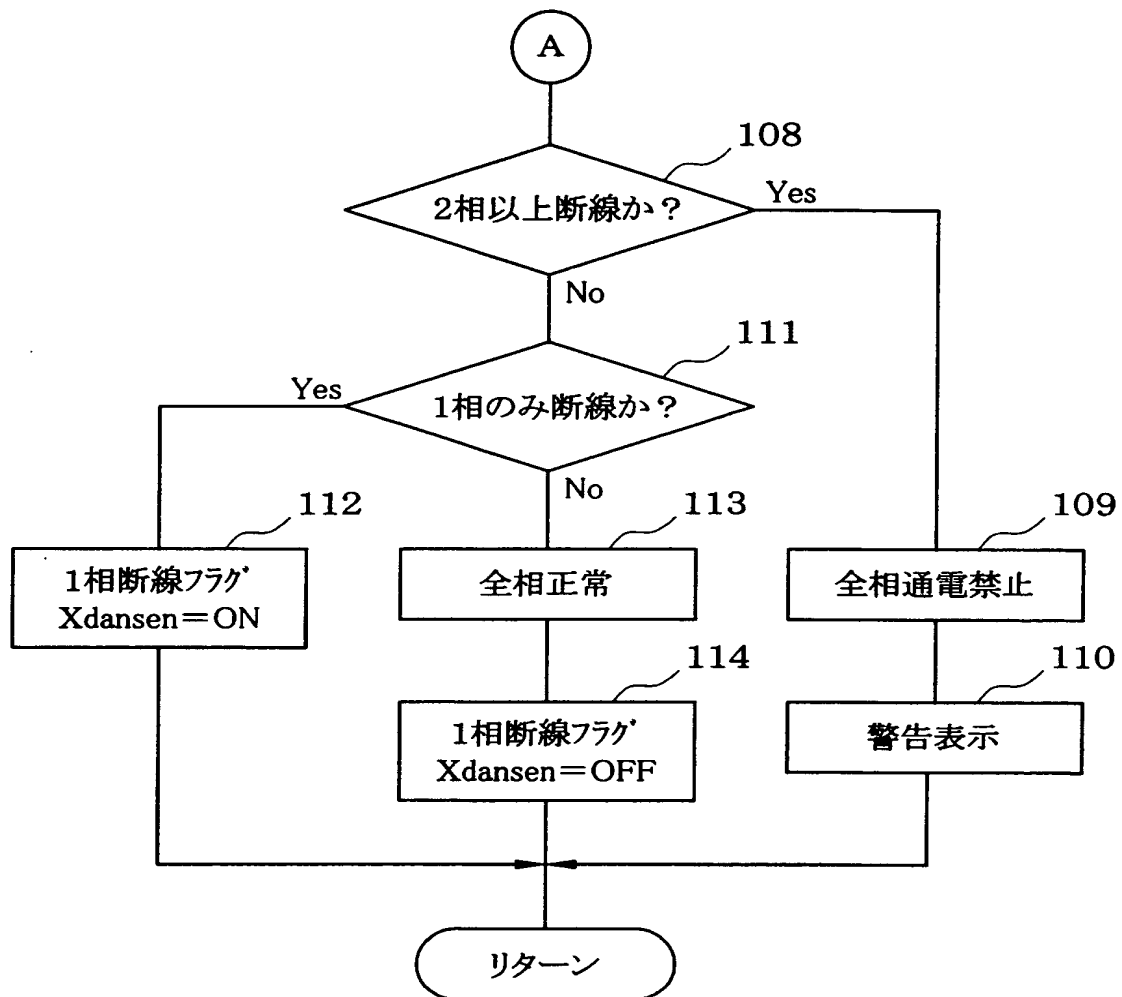 A
108
2相以上断線か？
Yes
No
111
Yes
1相のみ断線か？
No
112
1相断線ﾌﾗｸﾞ
Xdansen＝ON
113
全相正常
109
全相通電禁止
114
1相断線ﾌﾗｸﾞ
Xdansen＝OFF
110
警告表示
リターン